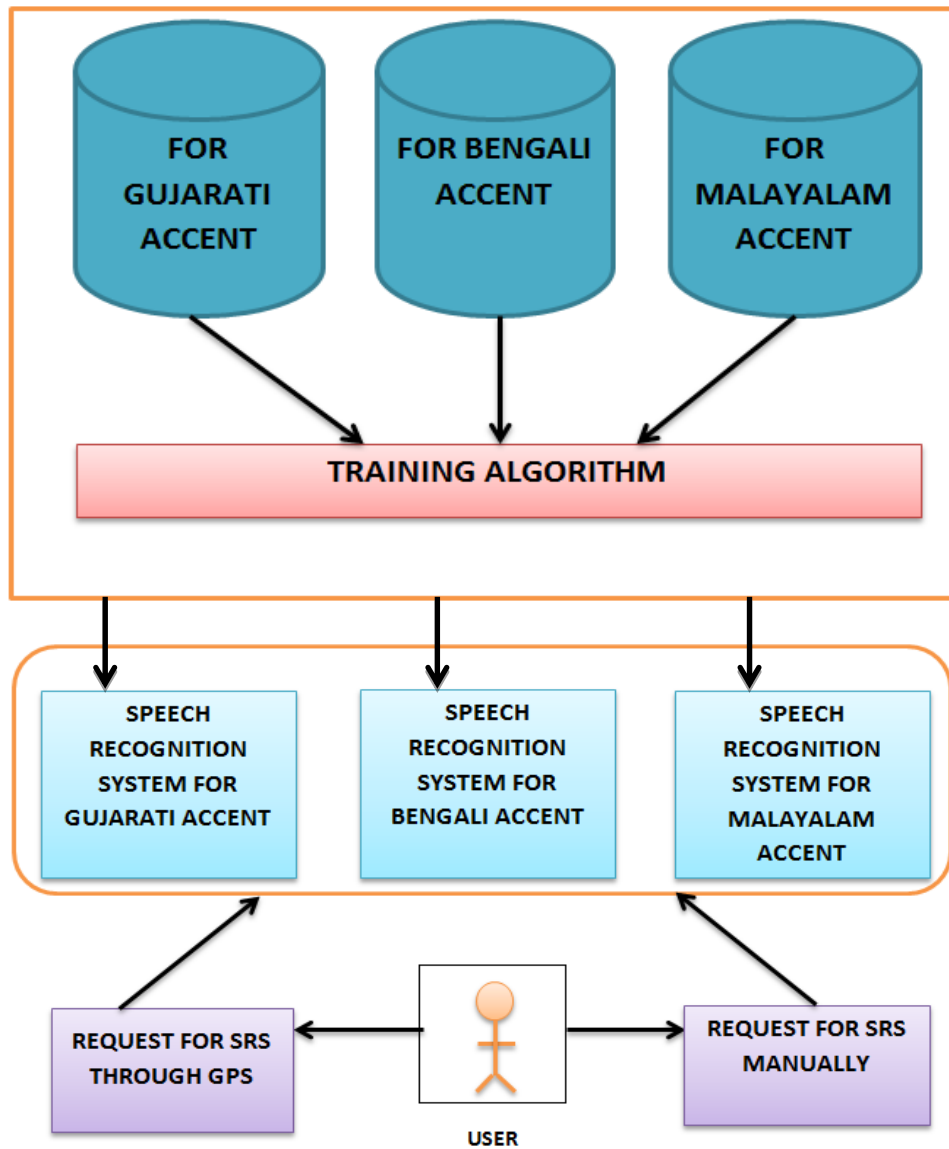 FOR
GUJARATI
ACCENT
FOR BENGALI
ACCENT
FOR
MALAYALAM
ACCENT
TRAINING ALGORITHM
SPEECH
RECOGNITION
SYSTEM FOR
GUJARATI ACCENT
SPEECH
RECOGNITION
SYSTEM FOR
BENGALI ACCENT
SPEECH
RECOGNITION
SYSTEM FOR
MALAYALAM
ACCENT
REQUEST FOR SRS
THROUGH GPS
USER
REQUEST FOR SRS
MANUALLY